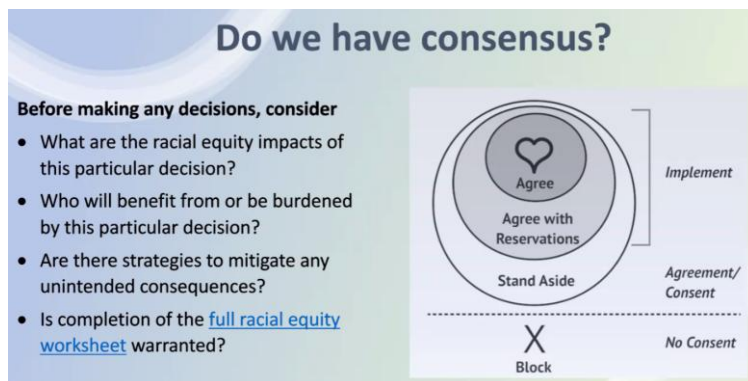 Do we have consensus?
Before making any decisions, consider
• What are the racial equity impacts of
this particular decision?
• Who will benefit from or be burdened
by this particular decision?
• Are there strategies to mitigate any
unintended consequences?
• Is completion of the full racial equity
worksheet warranted?
Agree
Agree with
Reservations
Stand Aside
X
Block
Implement
Agreement/
Consent
No Consent